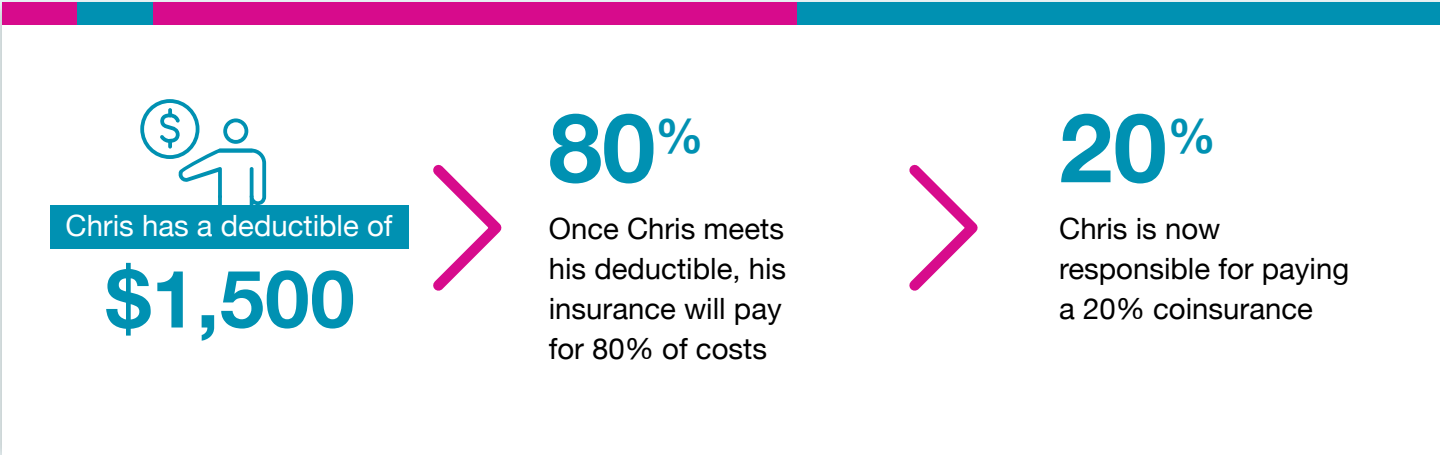 $
Chris has a deductible of
$1,500
80%
Once Chris meets
his deductible, his
insurance will pay
for 80% of costs
20%
Chris is now
responsible for paying
a 20% coinsurance